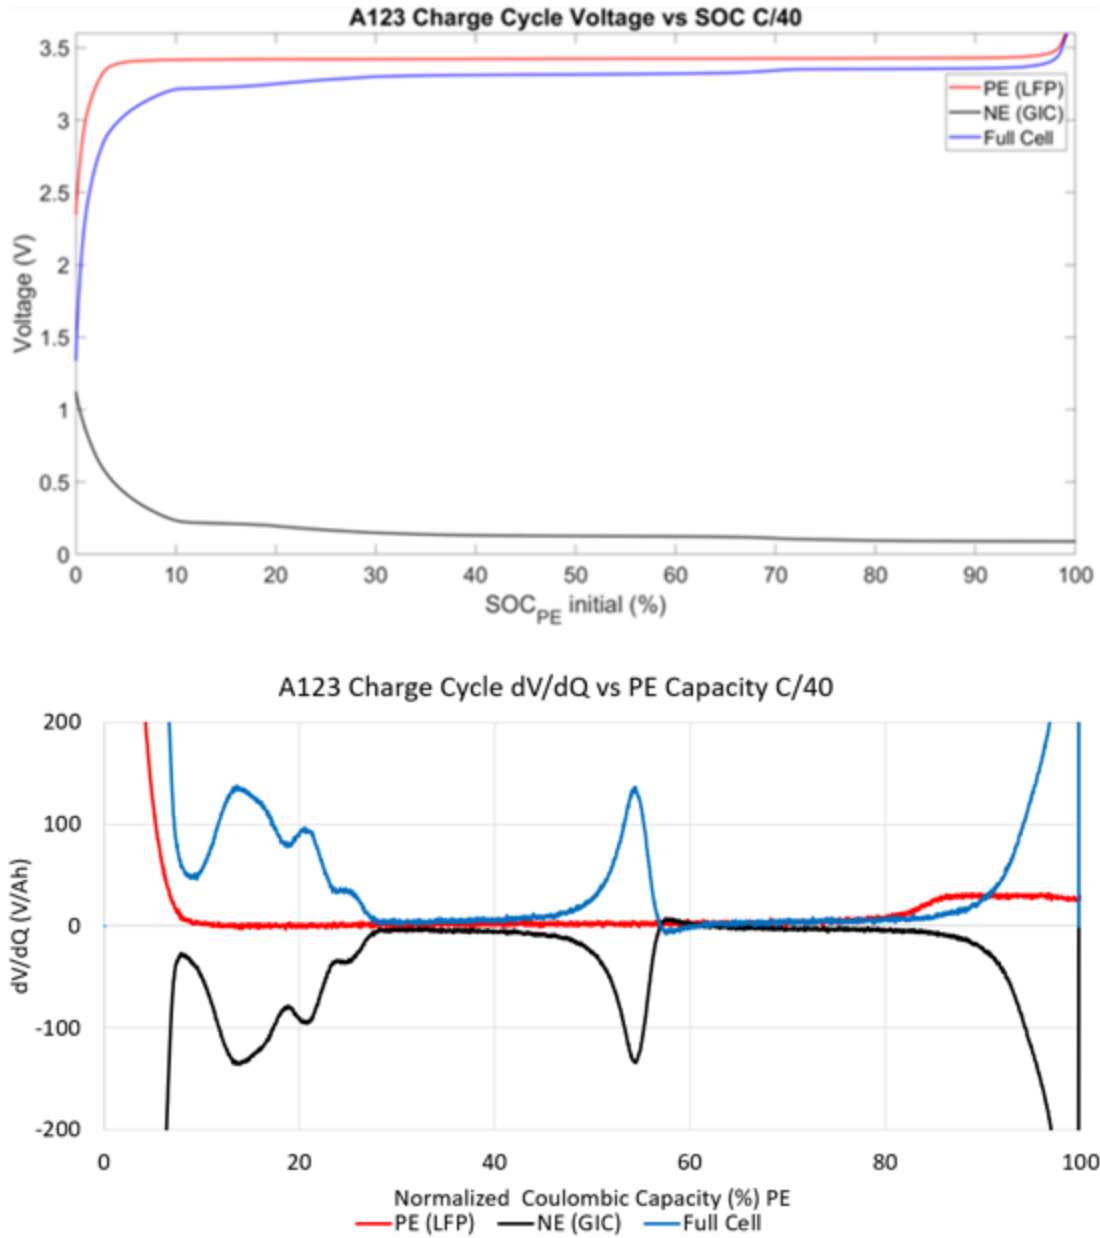 A123 Charge Cycle Voltage vs SOC C/40
3.5
3
2.5
2
1.5
1
0.5
0
Voltage (V)
PE (LFP)
NE (GIC)
Full Cell
0 10 20 30 40 50 60 70 80 90 100
SOC_PE initial (%)
A123 Charge Cycle dV/dQ vs PE Capacity C/40
200
100
0
-100
-200
dV/dQ (V/Ah)
0 20 40 60 80 100
Normalized Coulombic Capacity (%) PE
PE (LFP) NE (GIC) Full Cell